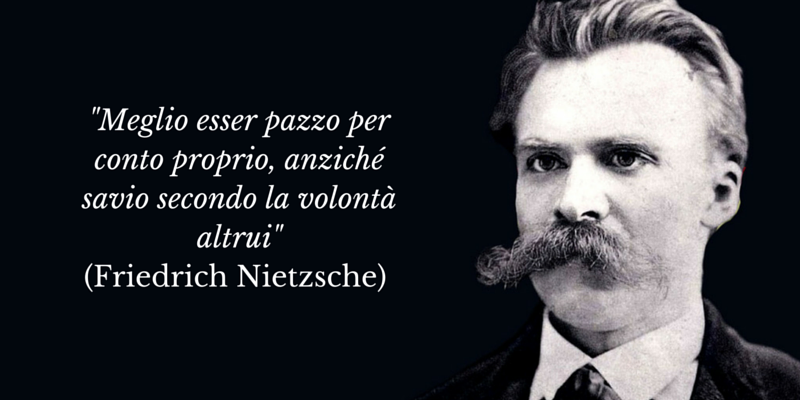 "Meglio esser pazzo per
conto proprio, anziché
savio secondo la volontà
altrui"
(Friedrich Nietzsche)